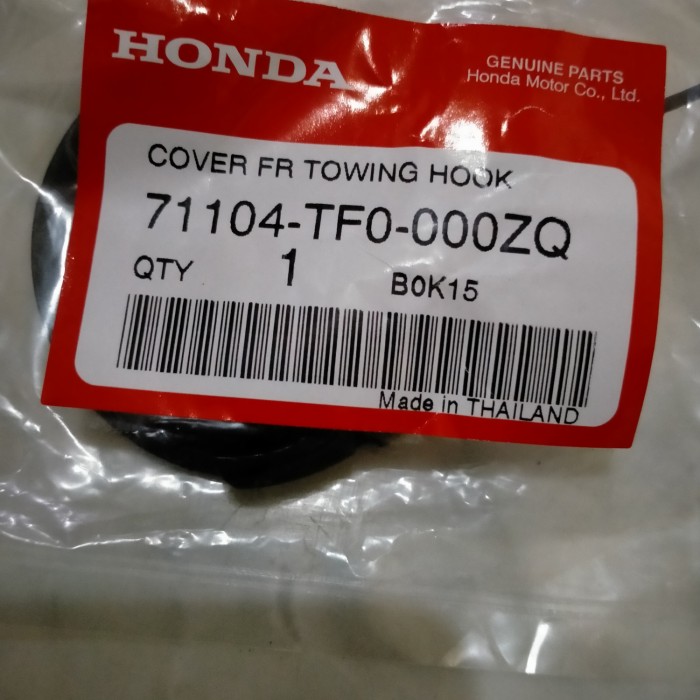 HONDA
GENUINE PARTS
Honda Motor Co., Ltd.
COVER FR TOWING HOOK
71104-TF0-000ZQ
QTY 1 B0K15
Made in THAILAND